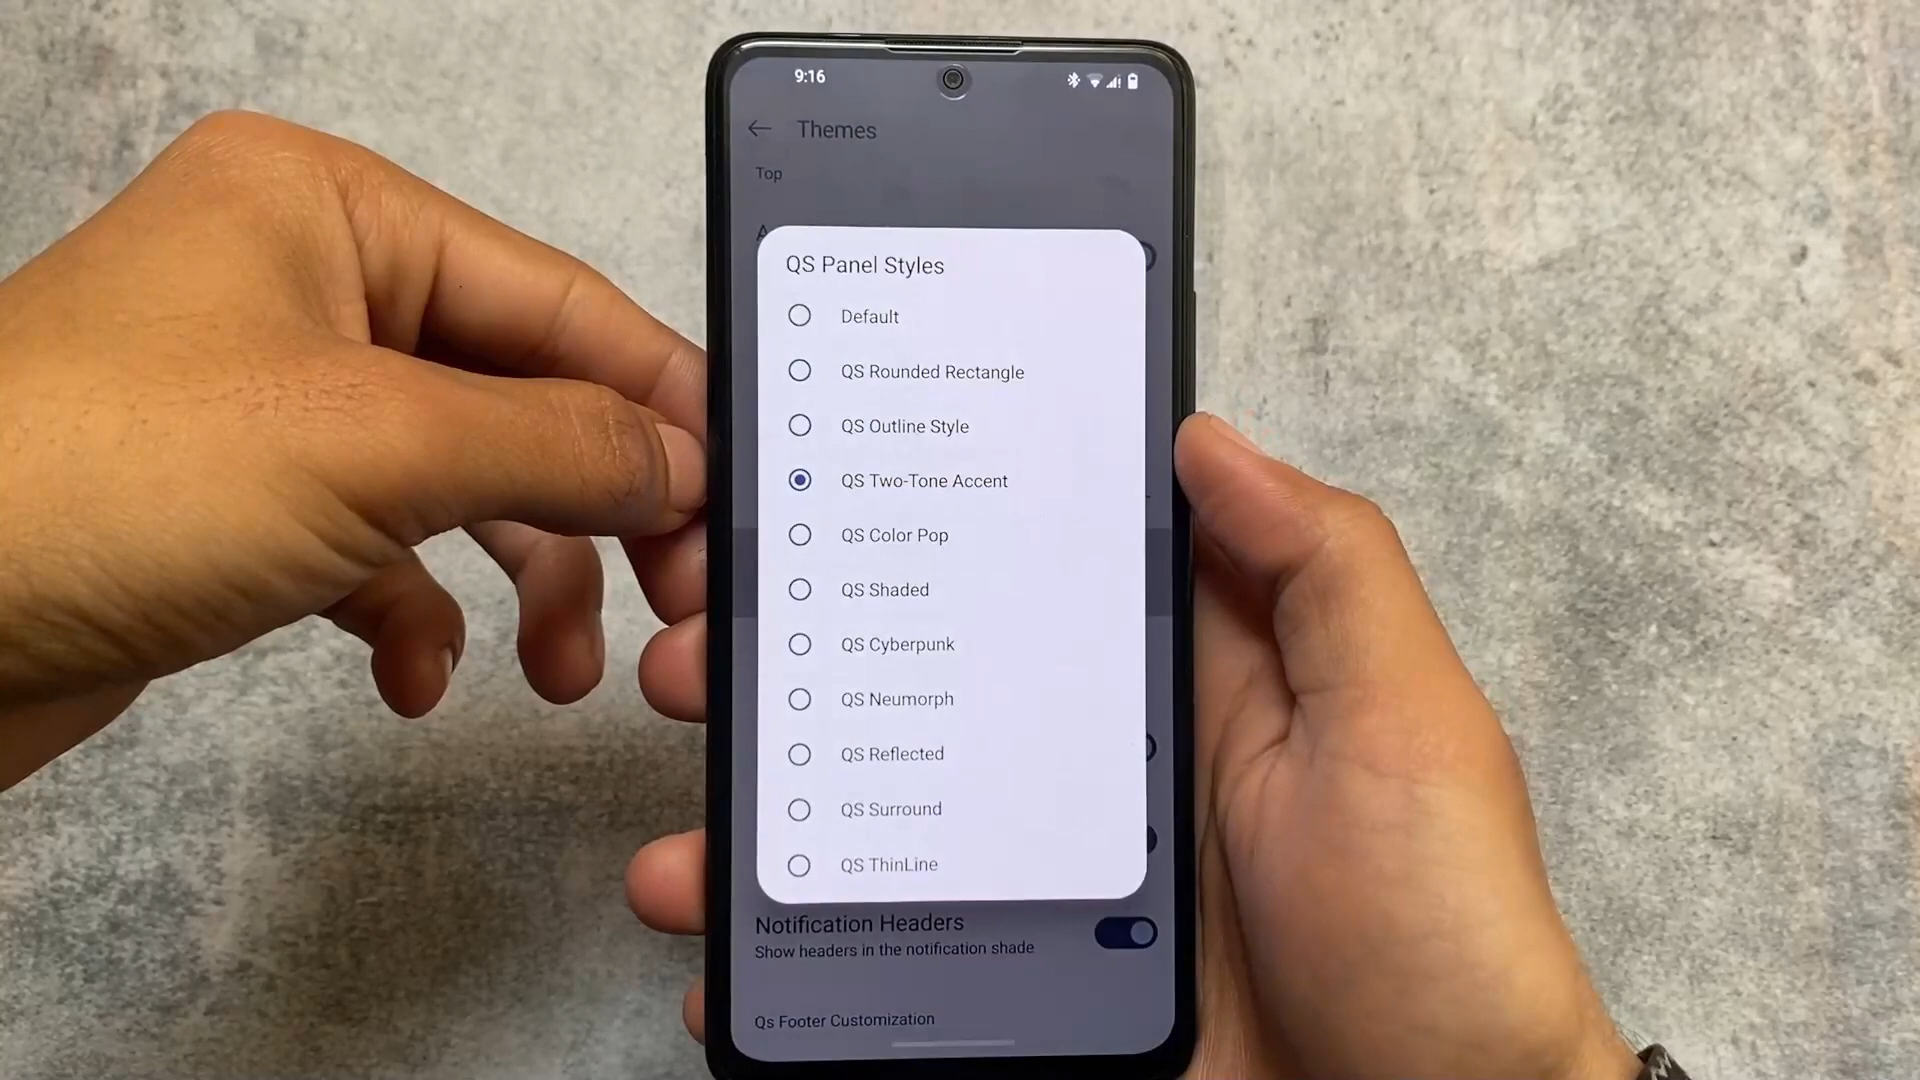 9:16
Themes
Top
A
QS Panel Styles
Default
QS Rounded Rectangle
QS Outline Style
QS Two-Tone Accent
QS Color Pop
QS Shaded
QS Cyberpunk
QS Neumorph
QS Reflected
QS Surround
QS ThinLine
Notification Headers
Show headers in the notification shade
Qs Footer Customization